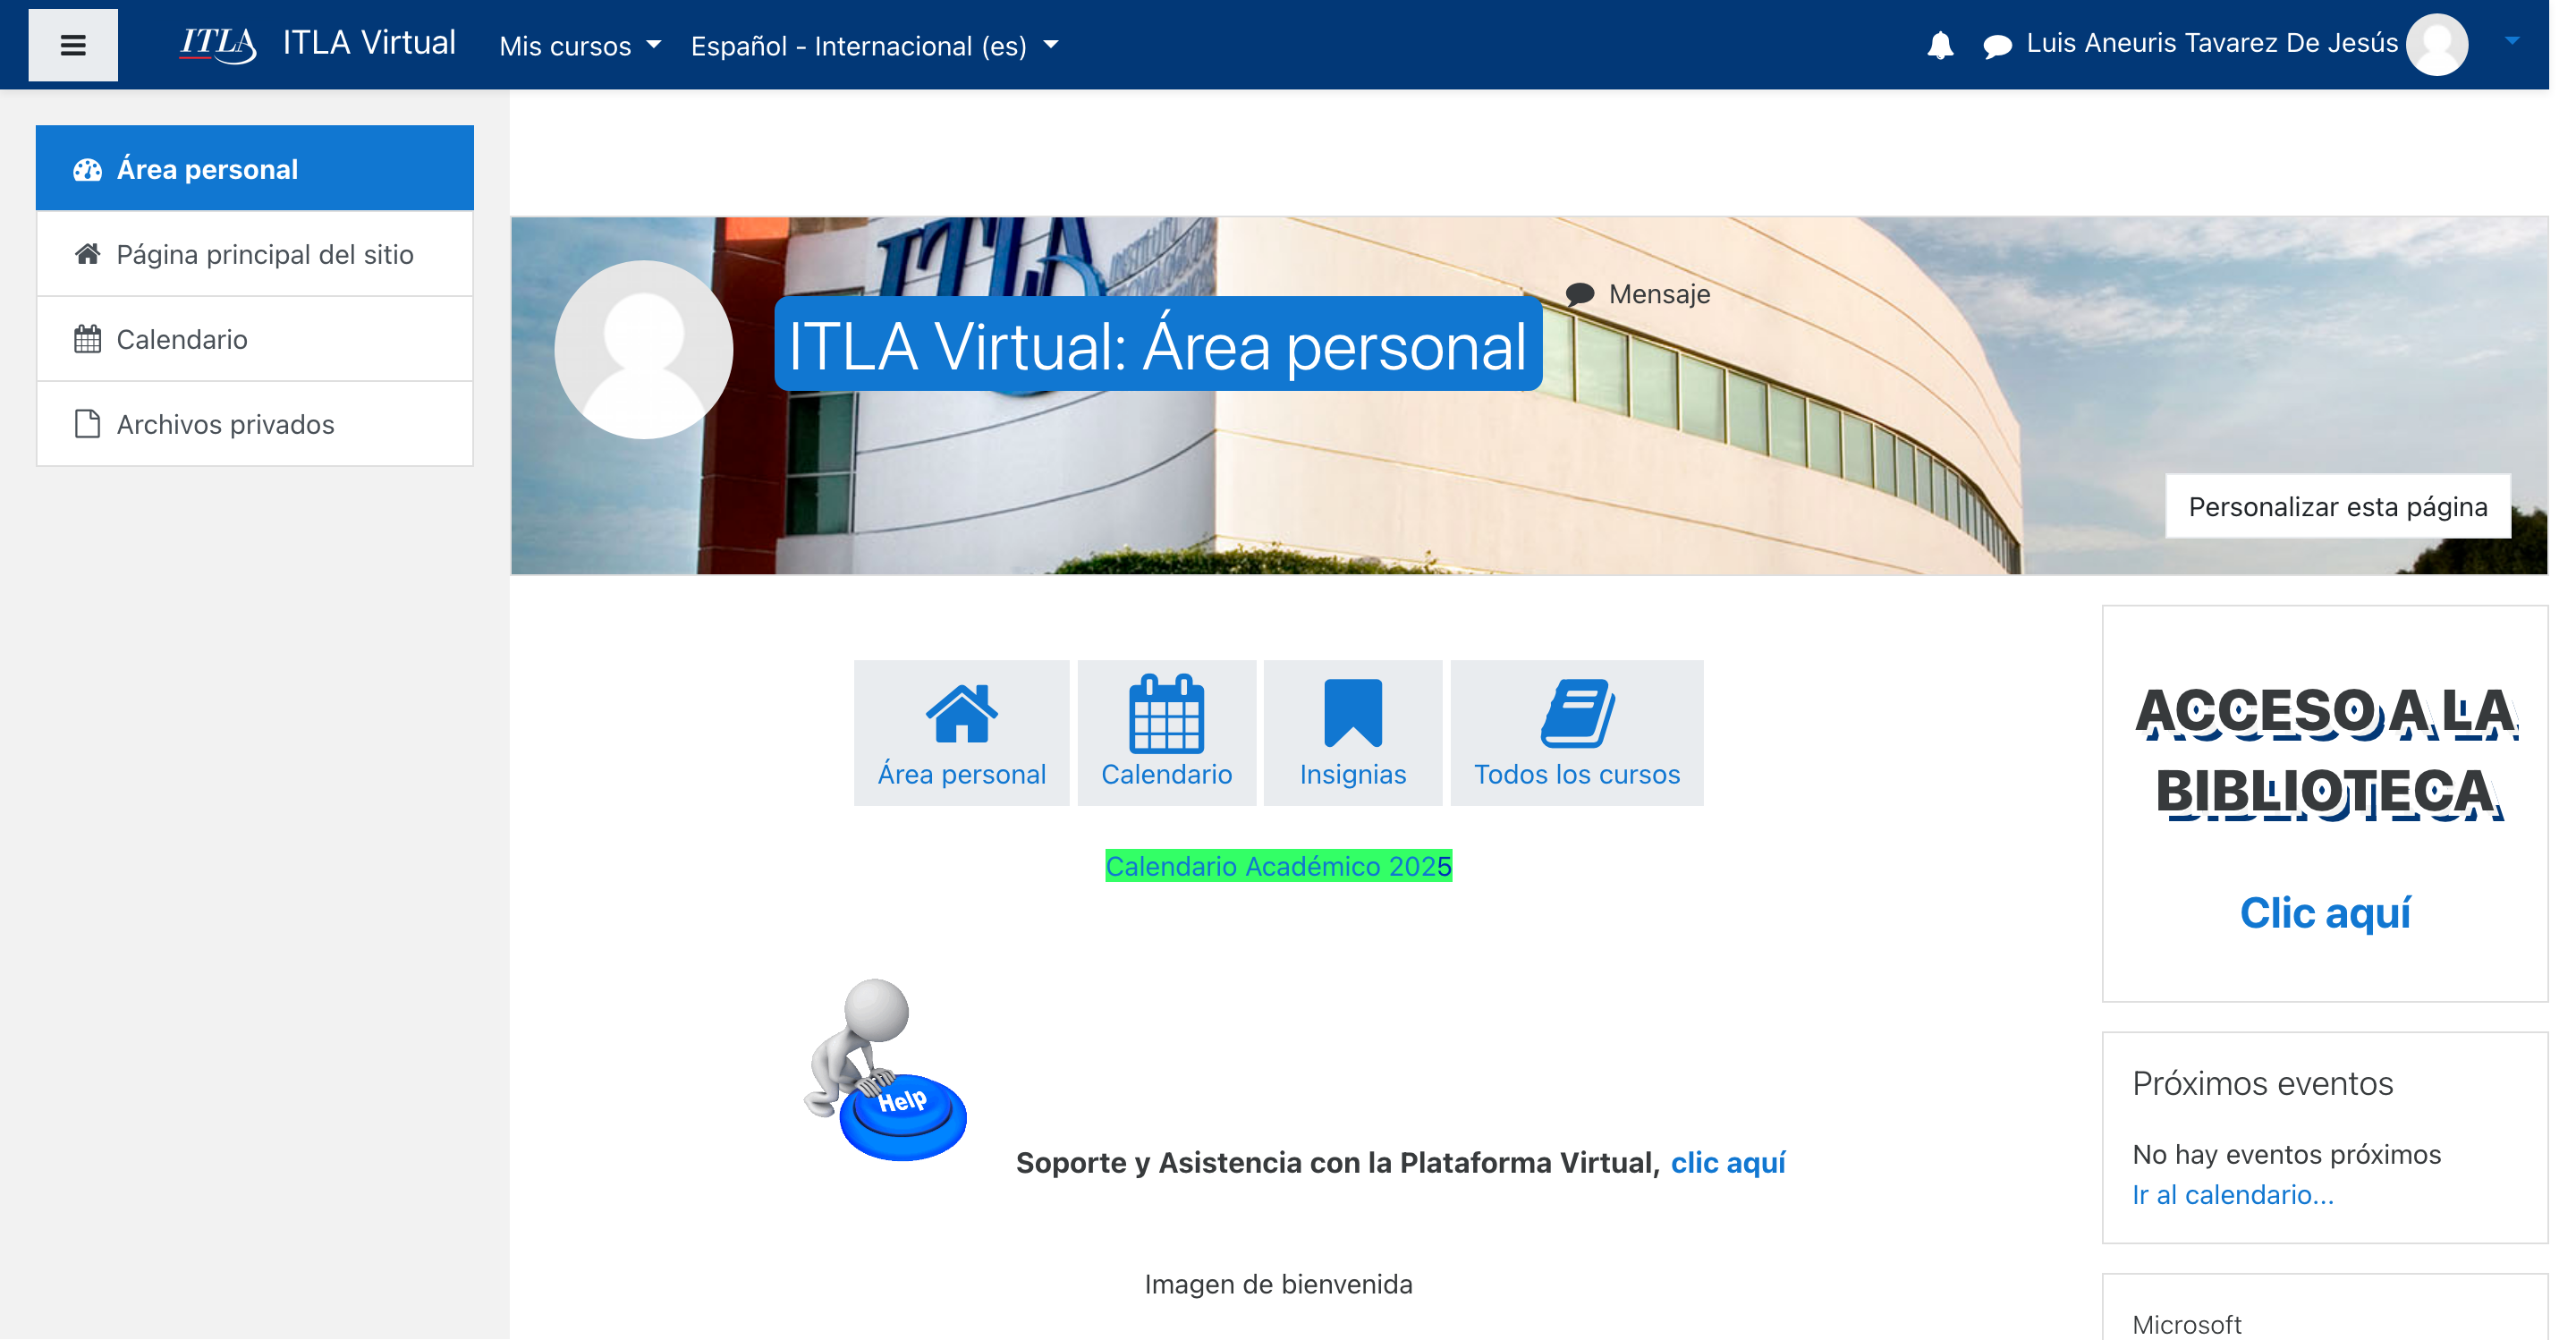 ITLA
ITLA Virtual
Mis cursos
Español - Internacional (es)
Luis Aneuris Tavarez De Jesús
Área personal
Página principal del sitio
Calendario
Archivos privados
ITLA
Mensaje
ITLA Virtual: Área personal
Personalizar esta página
Área personal
Calendario
Insignias
Todos los cursos
Calendario Académico 2025
Help
Soporte y Asistencia con la Plataforma Virtual, clic aquí
Imagen de bienvenida
ACCESO A LA
BIBLIOTECA
Clic aquí
Próximos eventos
No hay eventos próximos
Ir al calendario...
Microsoft